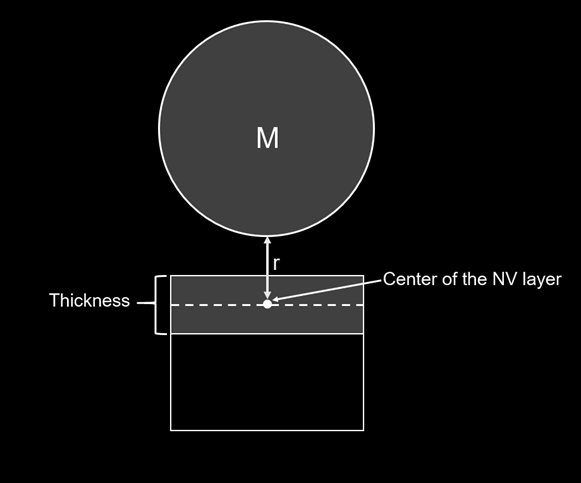 M
r
Center of the NV layer
Thickness